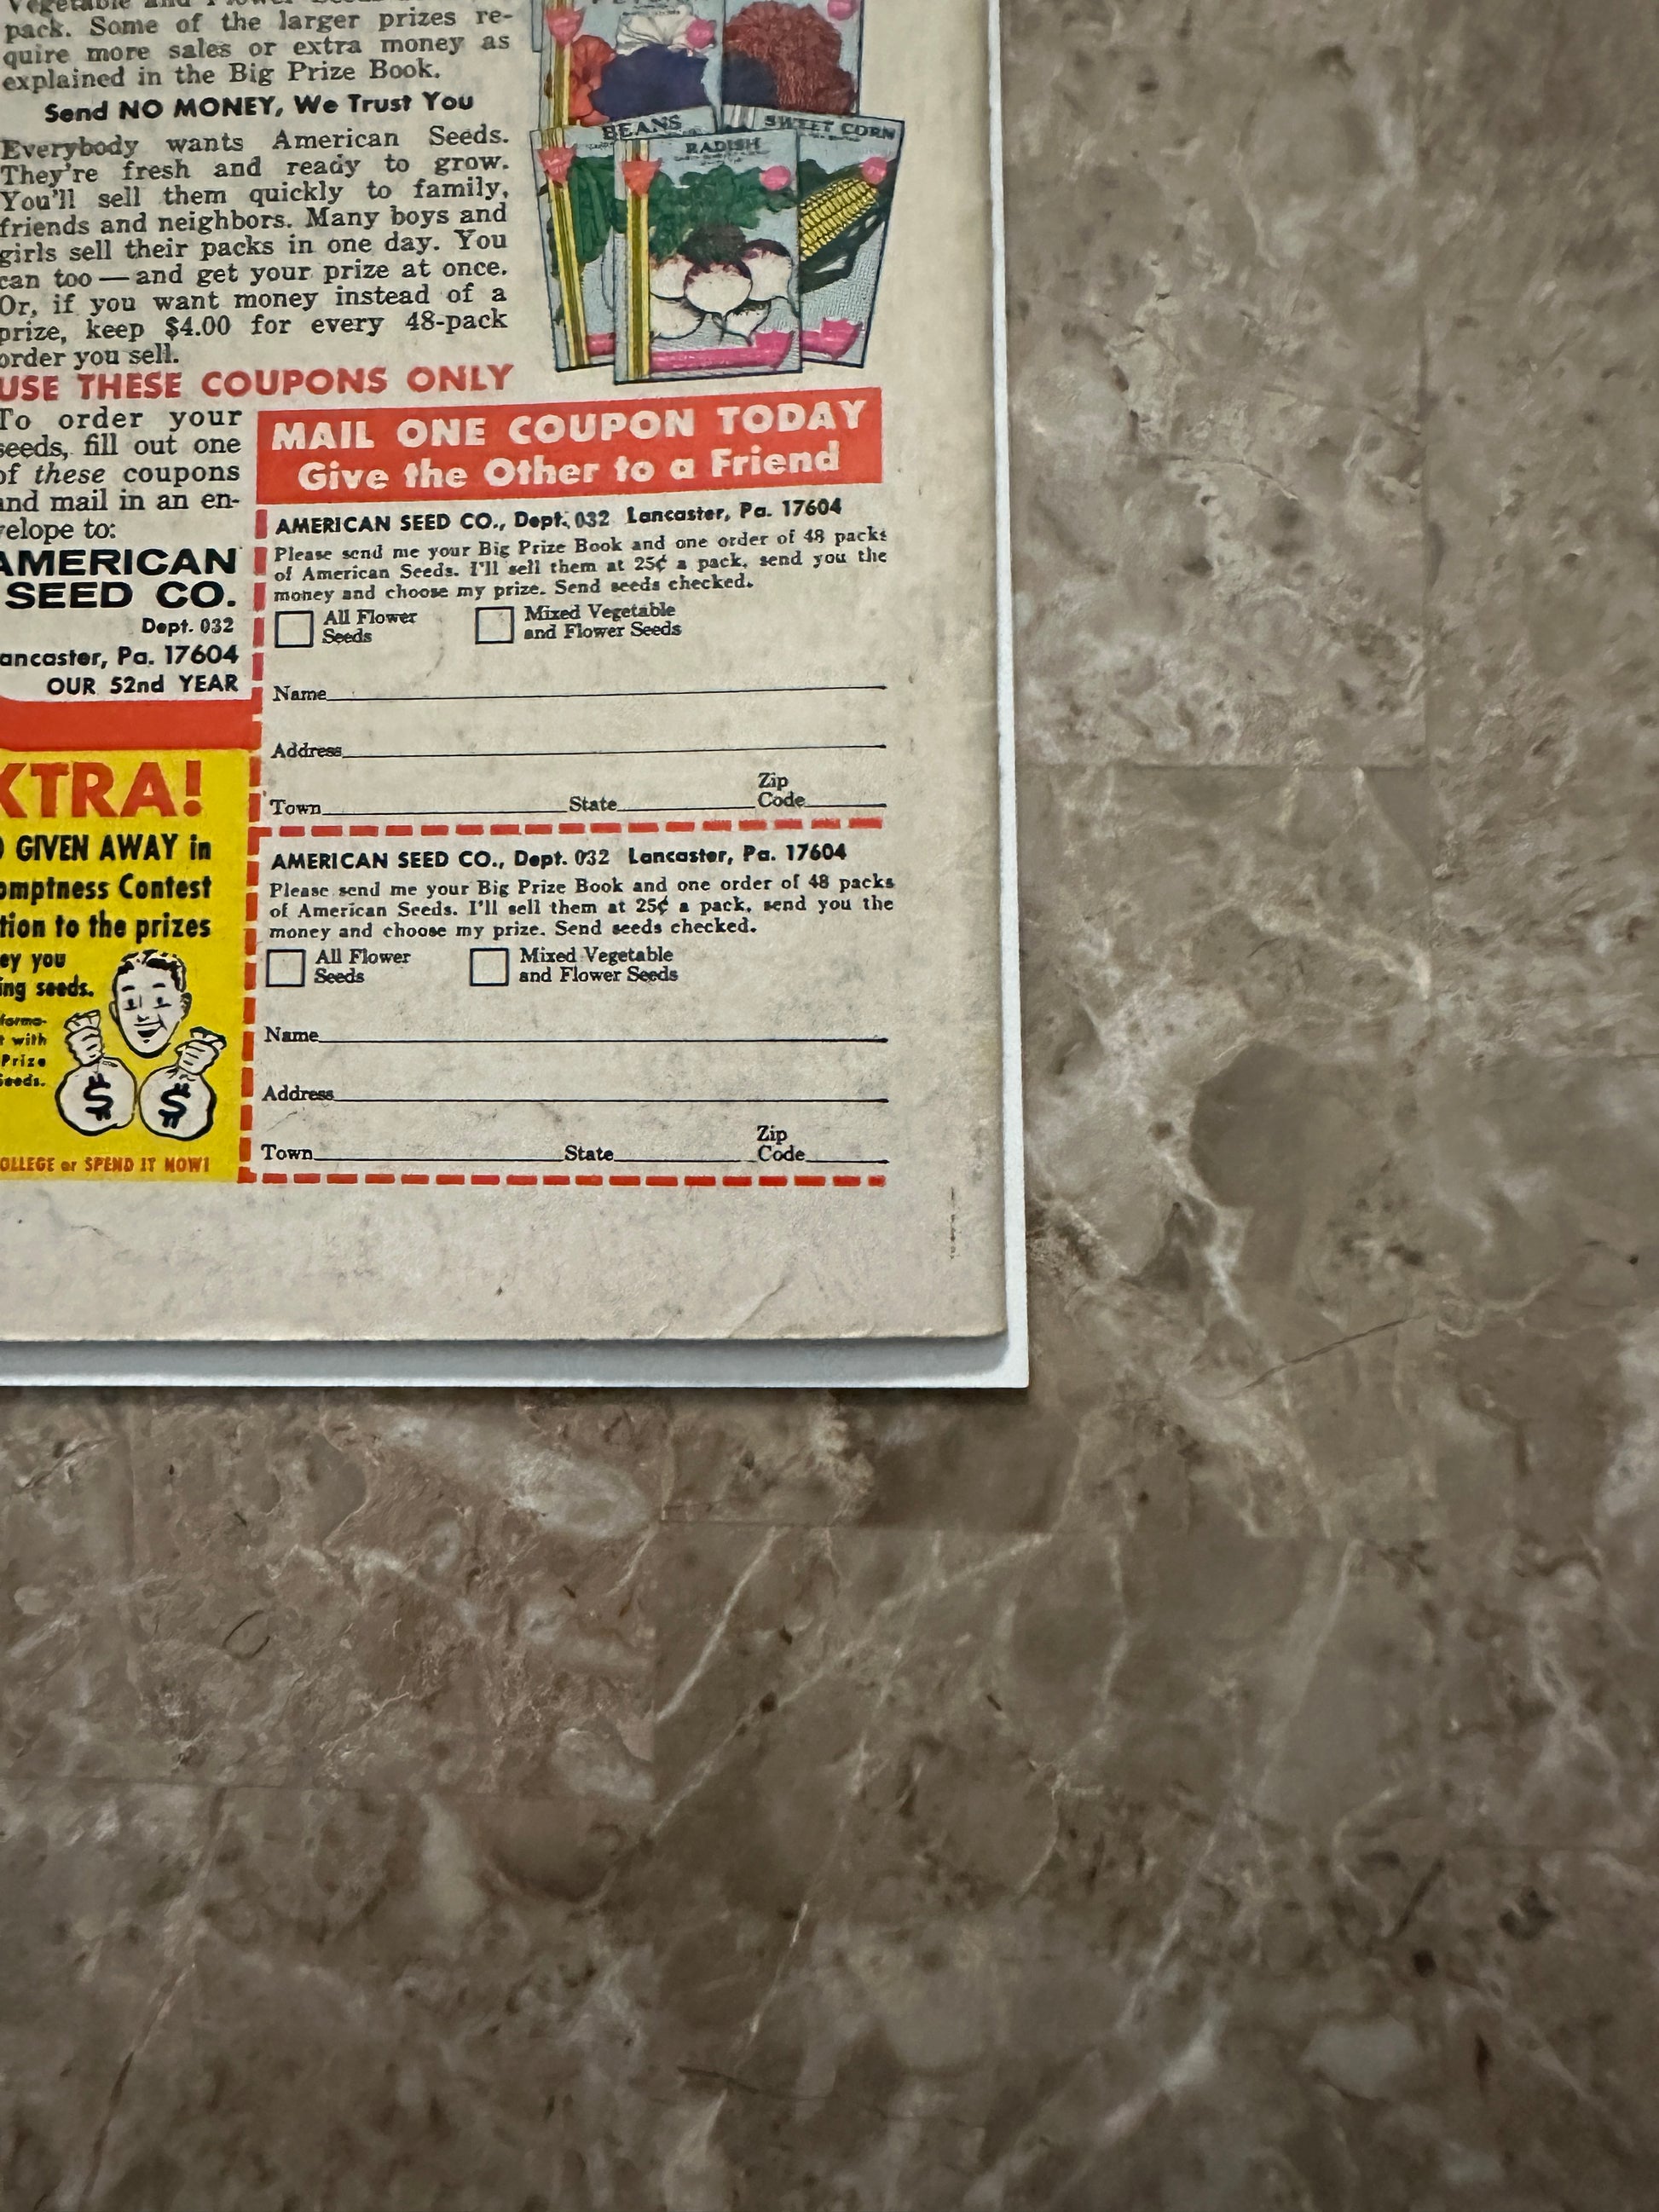 Vegetable and Flower Seeds
pack. Some of the larger prizes re-
quire more sales or extra money as
explained in the Big Prize Book.
Send NO MONEY, We Trust You
Everybody wants American Seeds.
They're fresh and ready to grow.
You'll sell them quickly to family,
friends and neighbors. Many boys and
girls sell their packs in one day. You
can too — and get your prize at once.
Or, if you want money instead of a
prize, keep $4.00 for every 48-pack
order you sell.
BEANS
RADISH
SWEET CORN
USE THESE COUPONS ONLY
To order your
seeds, fill out one
of these coupons
and mail in an en-
velope to:
AMERICAN
SEED CO.
Dept. 032
ancaster, Pa. 17604
OUR 52nd YEAR
MAIL ONE COUPON TODAY
Give the Other to a Friend
AMERICAN SEED CO., Dept. 032 Lancaster, Pa. 17604
Please send me your Big Prize Book and one order of 48 packs
of American Seeds. I'll sell them at 25¢ a pack, send you the
money and choose my prize. Send seeds checked.
All Flower
Seeds
Mixed Vegetable
and Flower Seeds
Name
Address
Town State Zip
Code
XTRA!
GIVEN AWAY in
omptness Contest
tion to the prizes
ey you
ing seeds.
forma-
t with
Prize
Seeds.
$ $
OLLEGE or SPEND IT NOW!
AMERICAN SEED CO., Dept. 032 Lancaster, Pa. 17604
Please send me your Big Prize Book and one order of 48 packs
of American Seeds. I'll sell them at 25¢ a pack, send you the
money and choose my prize. Send seeds checked.
All Flower
Seeds
Mixed Vegetable
and Flower Seeds
Name
Address
Town State Zip
Code